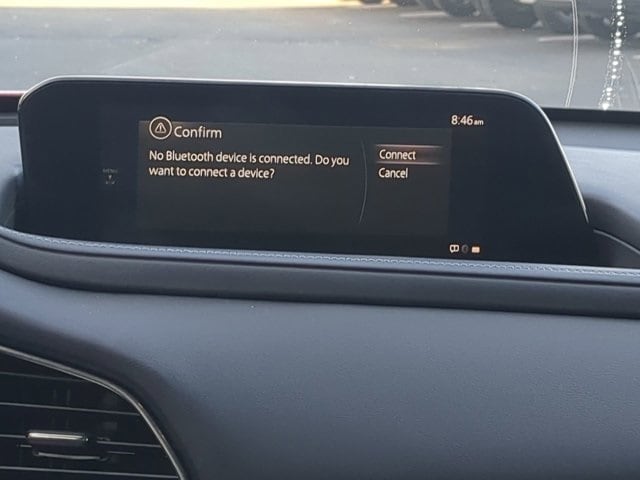 8:46am
Confirm
No Bluetooth device is connected. Do you
want to connect a device?
Connect
Cancel